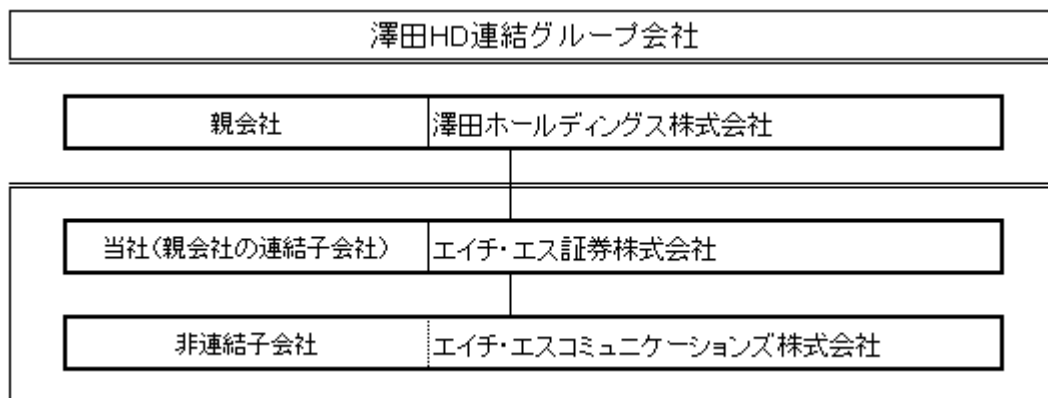 澤田HD連結グループ会社
親会社 澤田ホールディングス株式会社
当社(親会社の連結子会社) エイチ・エス証券株式会社
非連結子会社 エイチ・エスコミュニケーションズ株式会社